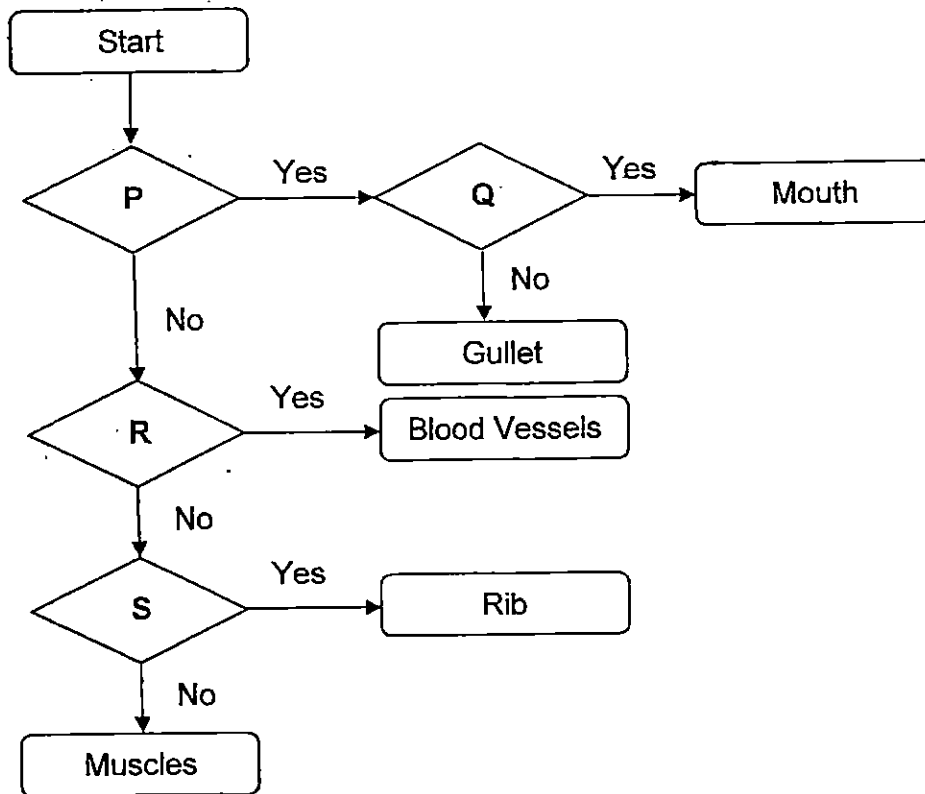 Start
P
Yes
Q
Yes
Mouth
No
No
Gullet
R
Yes
Blood Vessels
No
S
Yes
Rib
No
Muscles